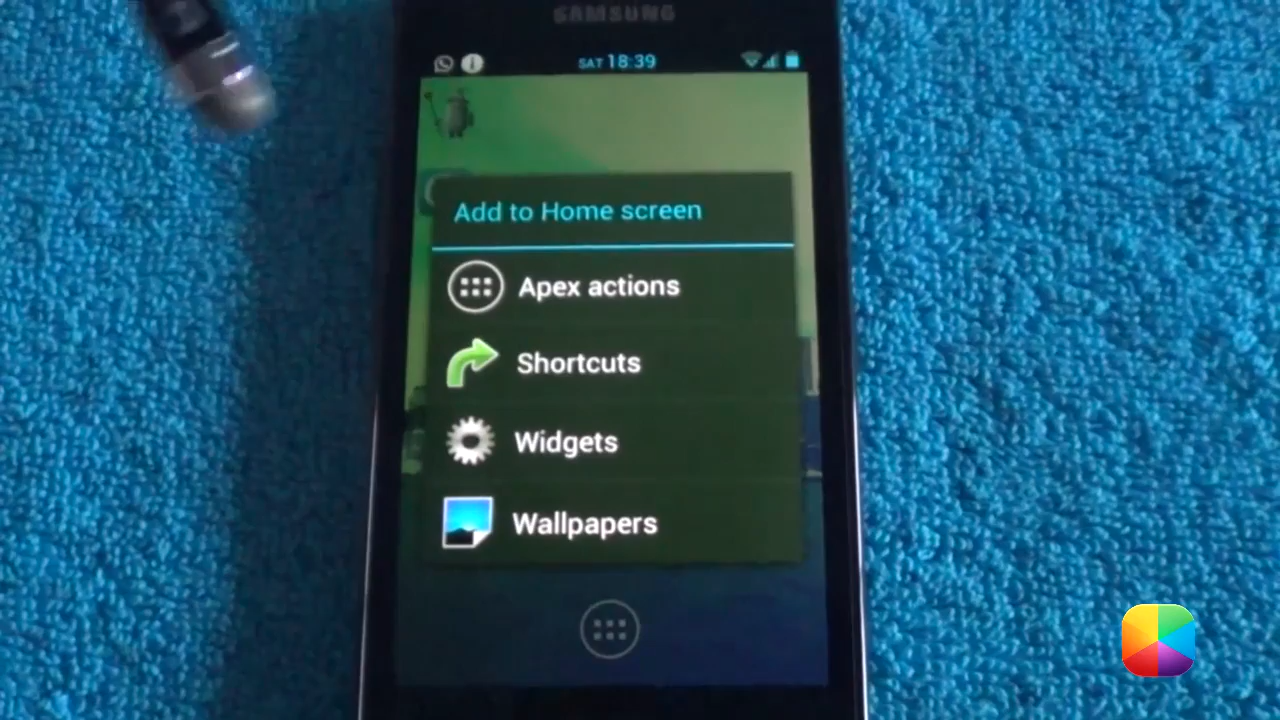 SAMSUNG
SAT 18:39
Add to Home screen
Apex actions
Shortcuts
Widgets
Wallpapers